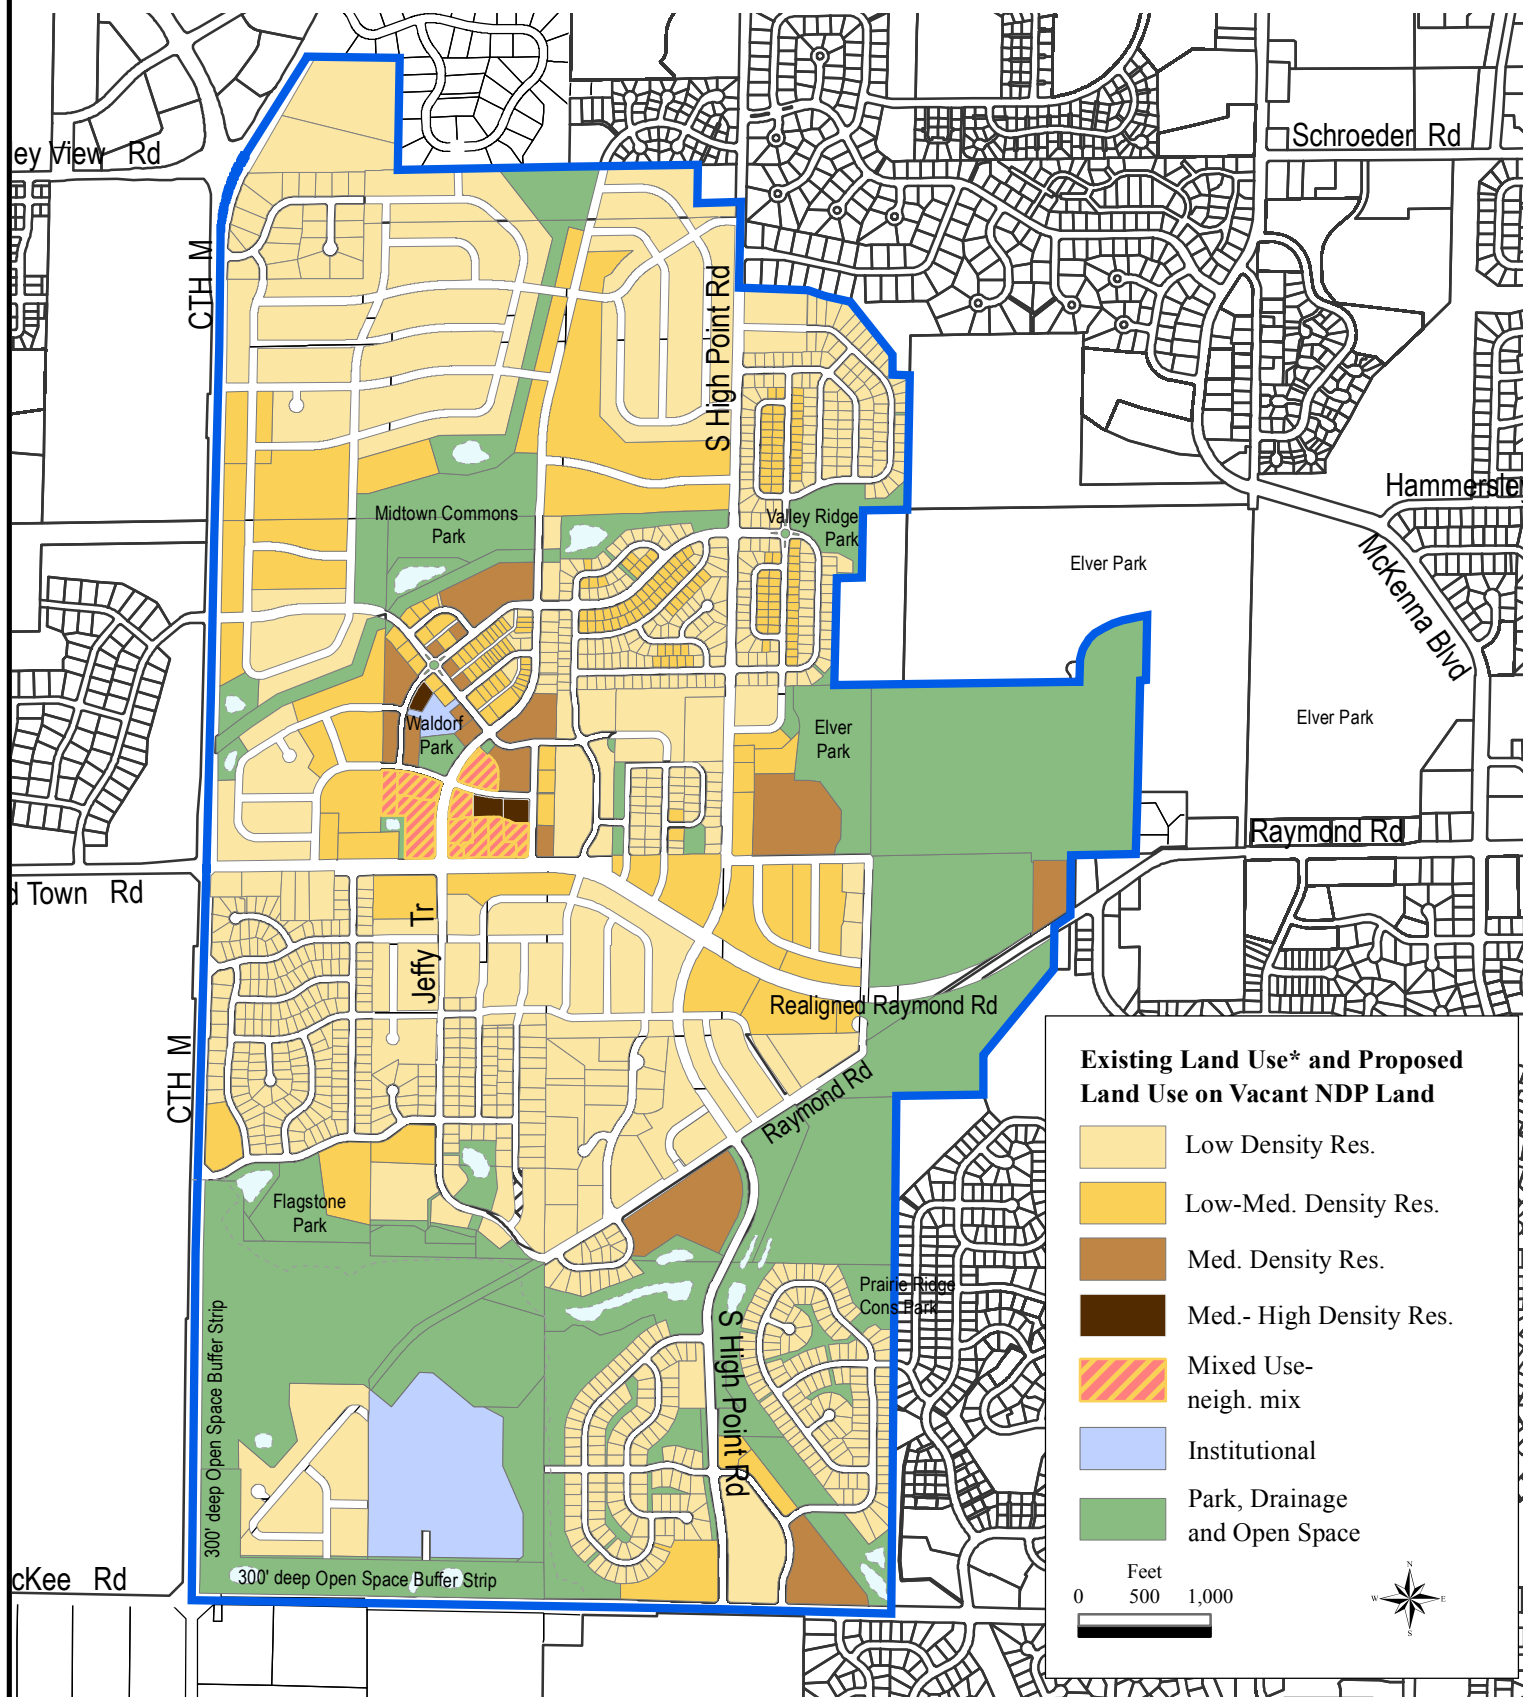 Schroeder Rd
ey View Rd
CTH M
S High Point Rd
Hammersley
Midtown Commons
Park
Valley Ridge
Park
Elver Park
McKenna Blvd
Waldorf
Park
Elver
Park
Elver Park
Raymond Rd
d Town Rd
Jeffy Tr
Realigned Raymond Rd
CTH M
Raymond Rd
Flagstone
Park
Prairie Ridge
Cons Park
300' deep Open Space Buffer Strip
S High Point Rd
300' deep Open Space Buffer Strip
cKee Rd
Existing Land Use* and Proposed
Land Use on Vacant NDP Land
Low Density Res.
Low-Med. Density Res.
Med. Density Res.
Med.- High Density Res.
Mixed Use-
neigh. mix
Institutional
Park, Drainage
and Open Space
Feet
0 500 1,000
N
W E
S